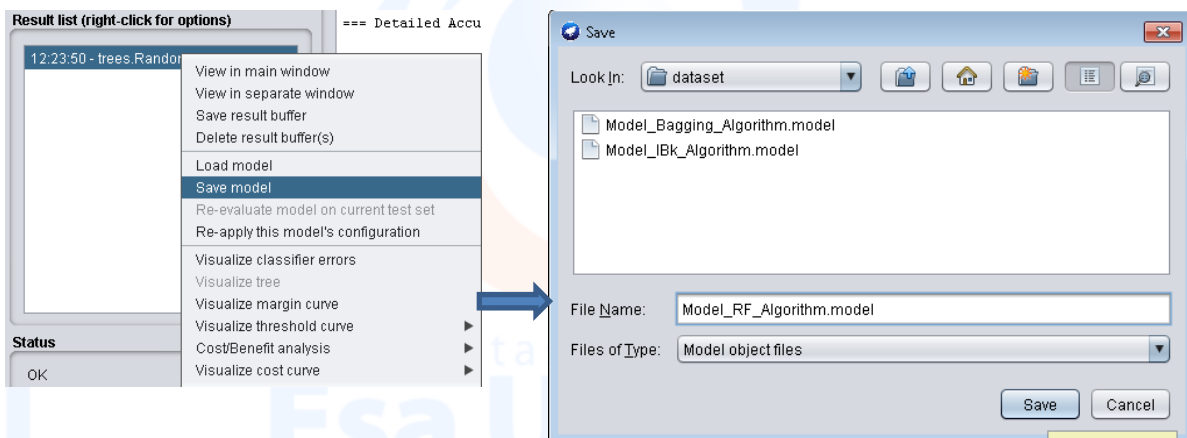 Result list (right-click for options)
=== Detailed Accu
12:23:50 - trees.Random
View in main window
View in separate window
Save result buffer
Delete result buffer(s)
Load model
Save model
Re-evaluate model on current test set
Re-apply this model's configuration
Visualize classifier errors
Visualize tree
Visualize margin curve
Visualize threshold curve
Cost/Benefit analysis
Visualize cost curve
Status
OK
Save
Look In:
dataset
Model_Bagging_Algorithm.model
Model_IBk_Algorithm.model
File Name:
Model_RF_Algorithm.model
Files of Type:
Model object files
Save
Cancel
Esa U